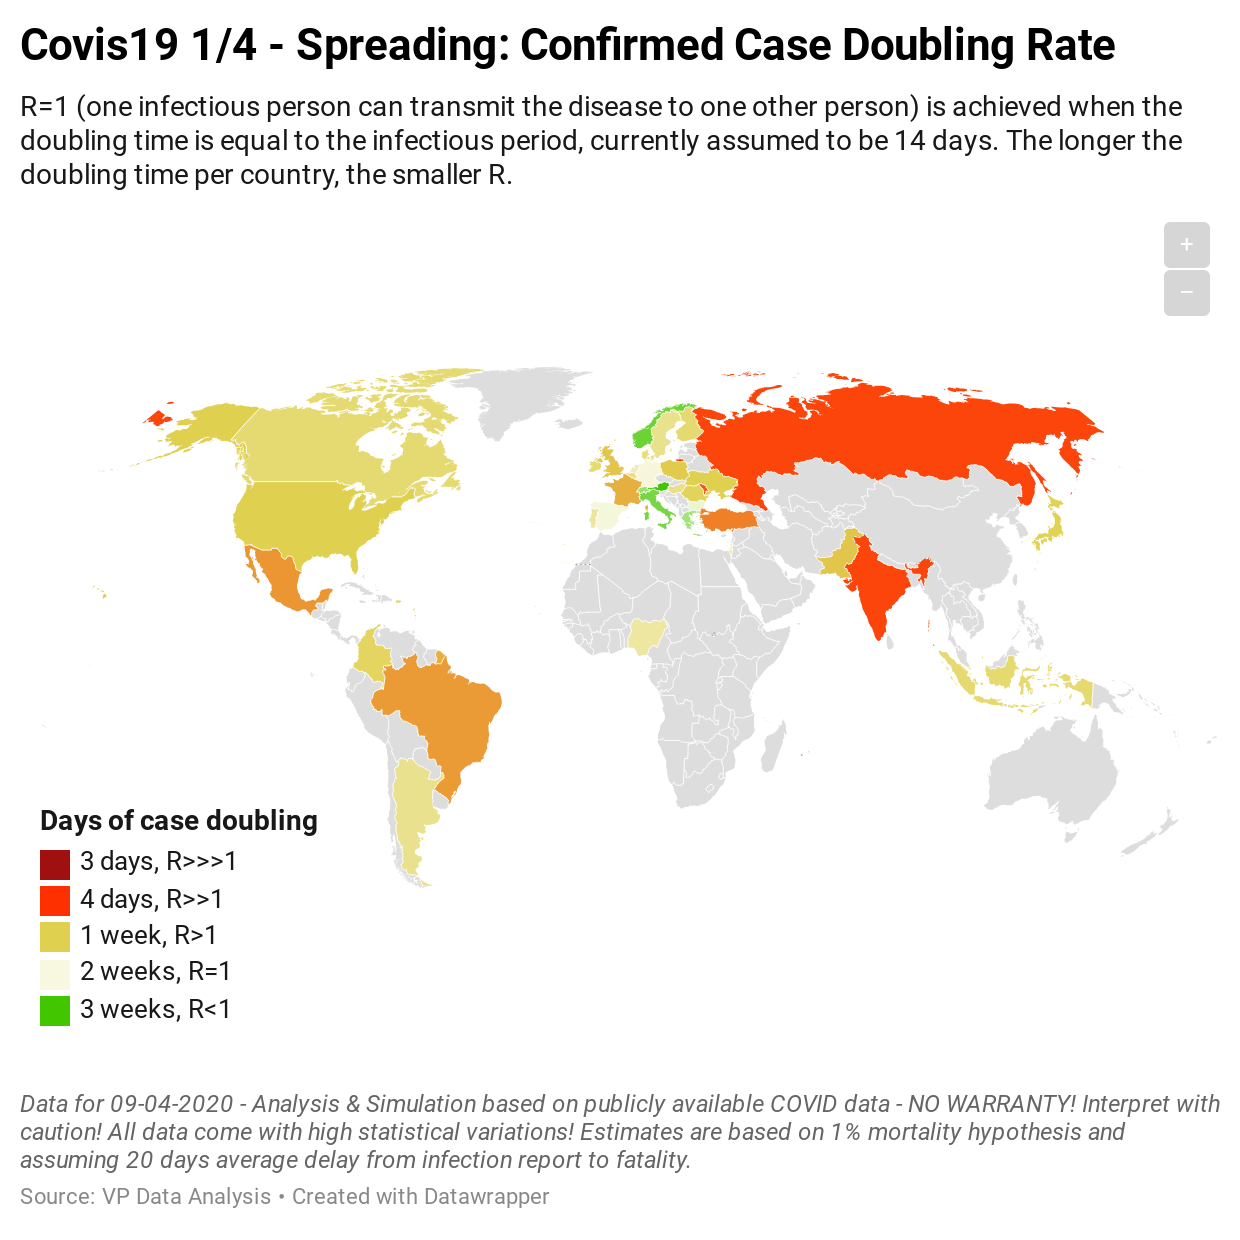 Covis19 1/4 - Spreading: Confirmed Case Doubling Rate
R=1 (one infectious person can transmit the disease to one other person) is achieved when the
doubling time is equal to the infectious period, currently assumed to be 14 days. The longer the
doubling time per country, the smaller R.
+
−
Days of case doubling
3 days, R>>>1
4 days, R>>1
1 week, R>1
2 weeks, R=1
3 weeks, R<1
Data for 09-04-2020 - Analysis & Simulation based on publicly available COVID data - NO WARRANTY! Interpret with
caution! All data come with high statistical variations! Estimates are based on 1% mortality hypothesis and
assuming 20 days average delay from infection report to fatality.
Source: VP Data Analysis • Created with Datawrapper